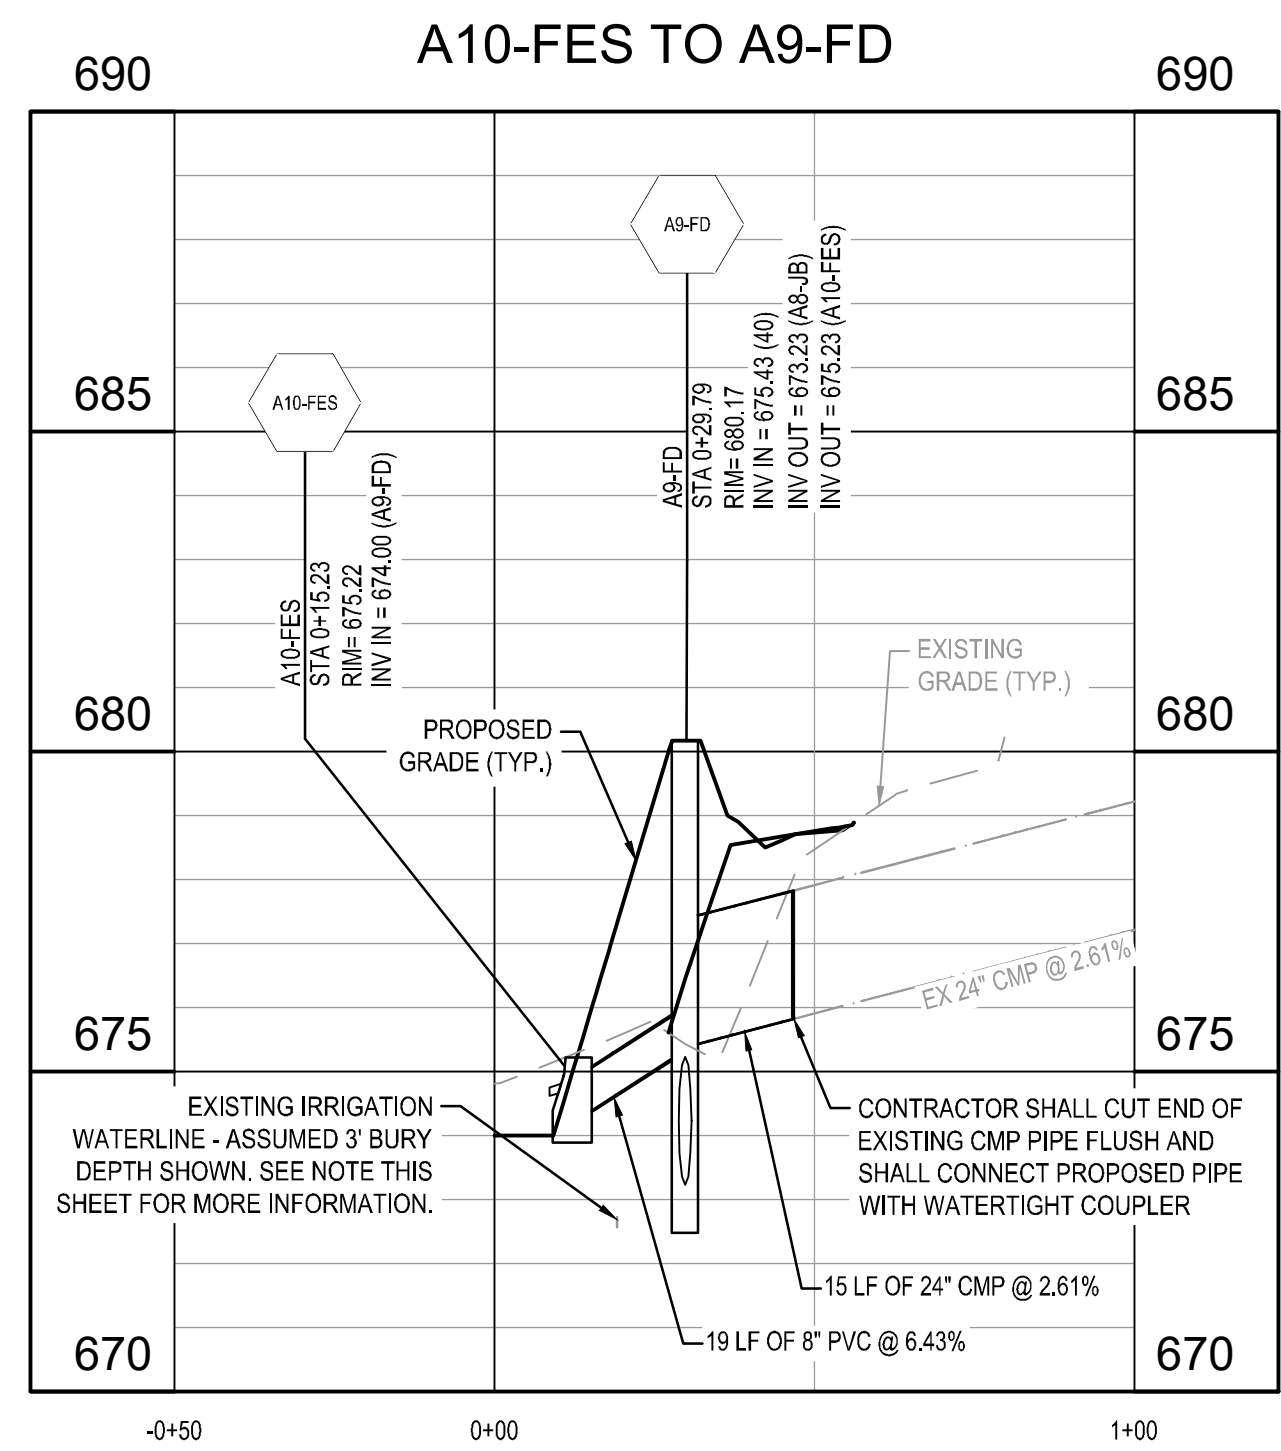 A10-FES TO A9-FD
690
690
A9-FD
A9-FD
STA 0+29.79
RIM= 680.17
INV IN = 675.43 (40)
INV OUT = 673.23 (A8-JB)
INV OUT = 675.23 (A10-FES)
685
685
A10-FES
A10-FES
STA 0+15.23
RIM= 675.22
INV IN = 674.00 (A9-FD)
EXISTING
GRADE (TYP.)
680
680
PROPOSED
GRADE (TYP.)
EX 24" CMP @ 2.61%
675
675
EXISTING IRRIGATION
WATERLINE - ASSUMED 3' BURY
DEPTH SHOWN. SEE NOTE THIS
SHEET FOR MORE INFORMATION.
CONTRACTOR SHALL CUT END OF
EXISTING CMP PIPE FLUSH AND
SHALL CONNECT PROPOSED PIPE
WITH WATERTIGHT COUPLER
15 LF OF 24" CMP @ 2.61%
19 LF OF 8" PVC @ 6.43%
670
670
-0+50
0+00
1+00